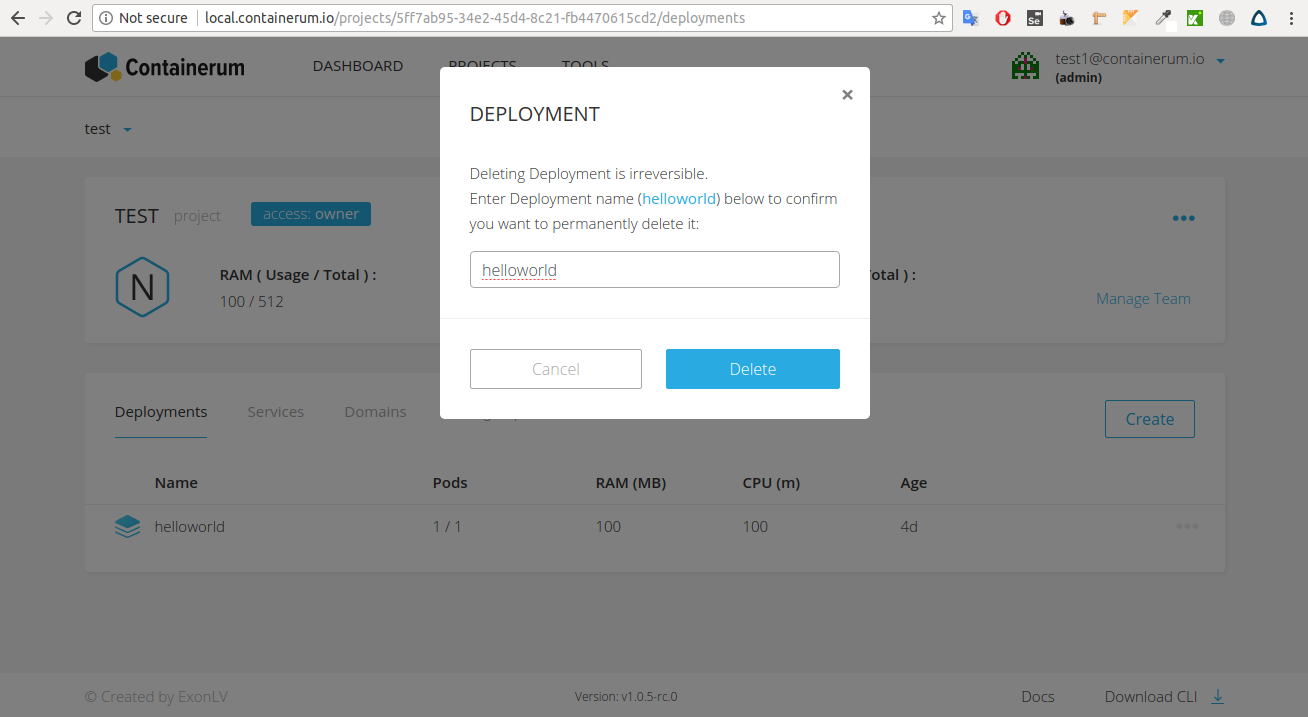 Not secure local.containerum.io/projects/5ff7ab95-34e2-45d4-8c21-fb4470615cd2/deployments
Containerum DASHBOARD PROJECTS TOOLS test1@containerum.io
(admin)
test
DEPLOYMENT
Deleting Deployment is irreversible.
Enter Deployment name (helloworld) below to confirm
you want to permanently delete it:
helloworld
Cancel Delete
TEST project access: owner
N RAM ( Usage / Total ) :
100 / 512
) :
Manage Team
Deployments Services Domains
Create
Name Pods RAM (MB) CPU (m) Age
helloworld 1 / 1 100 100 4d
© Created by ExonLV Version: v1.0.5-rc.0 Docs Download CLI